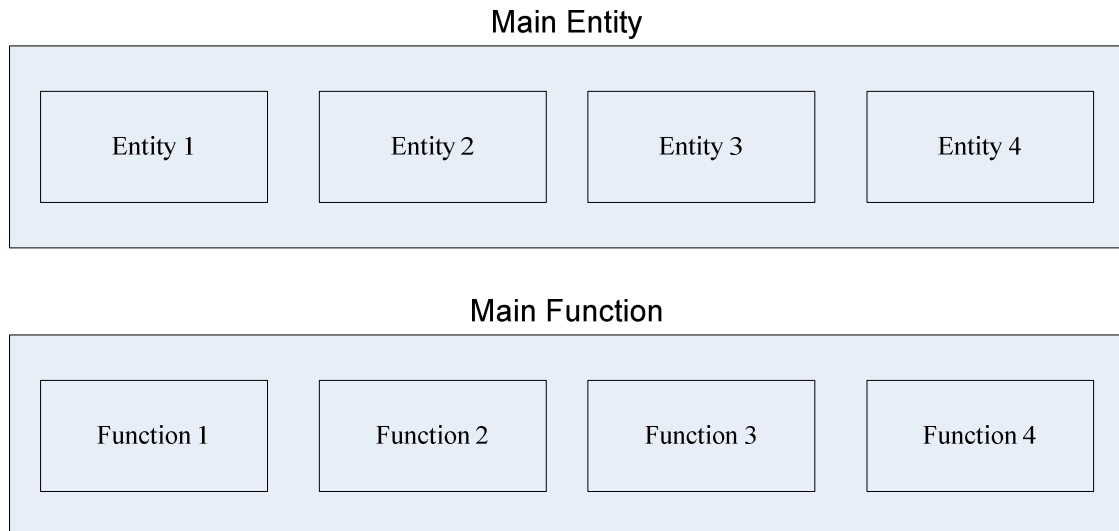 Main Entity
Entity 1
Entity 2
Entity 3
Entity 4
Main Function
Function 1
Function 2
Function 3
Function 4